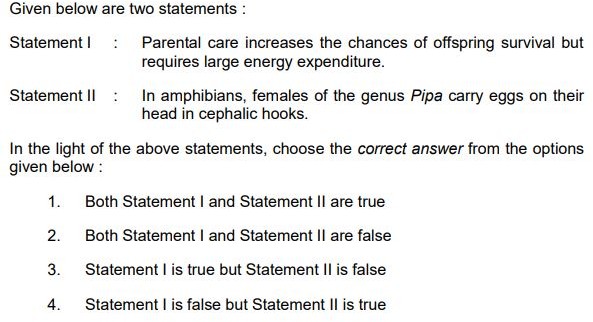 Given below are two statements :
Statement I : Parental care increases the chances of offspring survival but
requires large energy expenditure.
Statement II : In amphibians, females of the genus Pipa carry eggs on their
head in cephalic hooks.
In the light of the above statements, choose the correct answer from the options
given below :
1. Both Statement I and Statement II are true
2. Both Statement I and Statement II are false
3. Statement I is true but Statement II is false
4. Statement I is false but Statement II is true